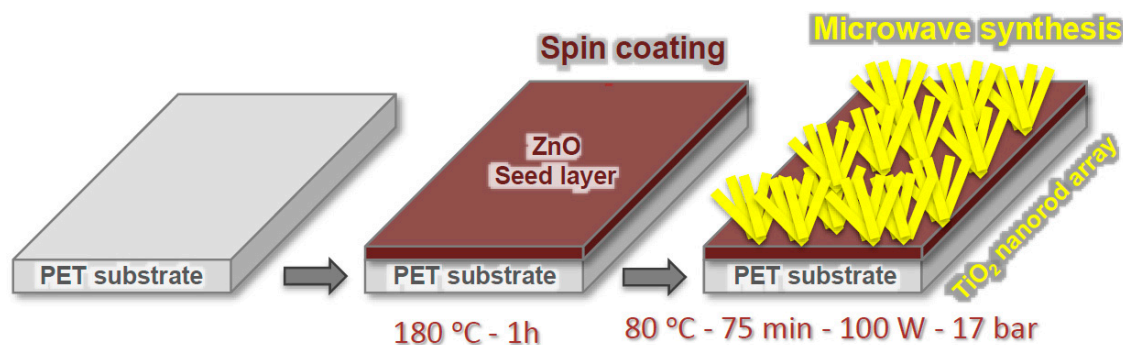 Microwave synthesis
Spin coating
ZnO
Seed layer
TiO₂ nanorod array
PET substrate
PET substrate
PET substrate
180 °C - 1h
80 °C - 75 min - 100 W - 17 bar